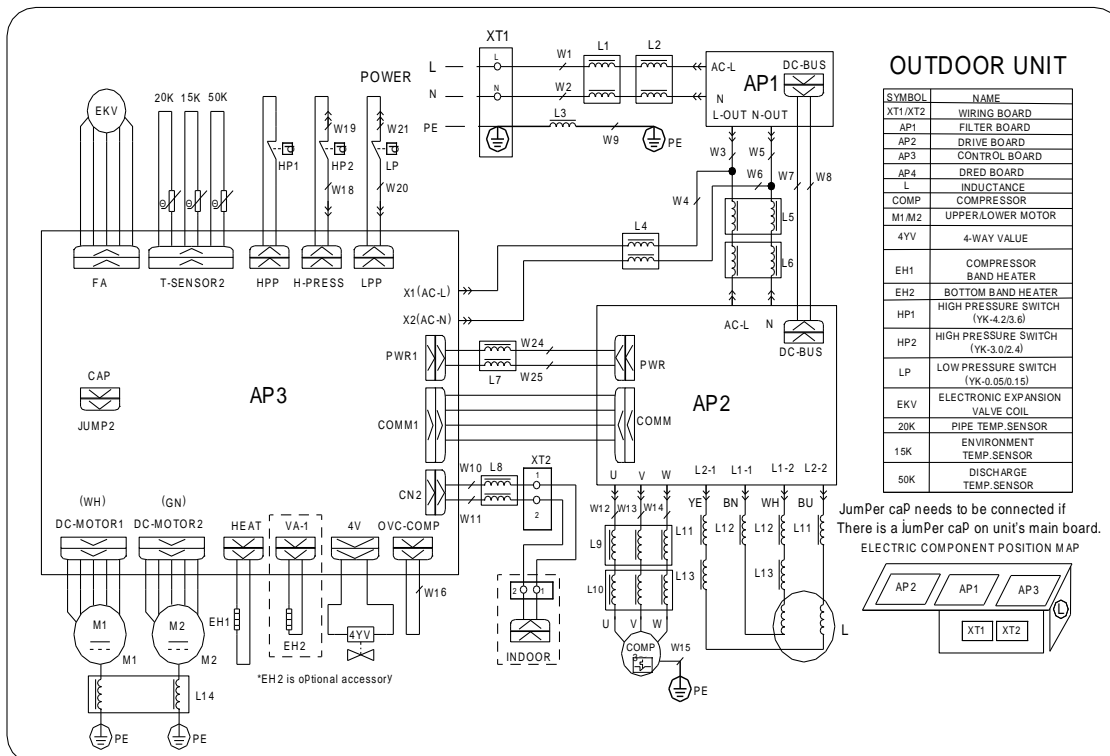 OUTDOOR UNIT
SYMBOL NAME
XT1/XT2 WIRING BOARD
AP1 FILTER BOARD
AP2 DRIVE BOARD
AP3 CONTROL BOARD
AP4 DRED BOARD
L INDUCTANCE
COMP COMPRESSOR
M1/M2 UPPER/LOWER MOTOR
4YV 4-WAY VALUE
EH1 COMPRESSOR
BAND HEATER
EH2 BOTTOM BAND HEATER
HP1 HIGH PRESSURE SWITCH
(YK-4.2/3.6)
HP2 HIGH PRESSURE SWITCH
(YK-3.0/2.4)
LP LOW PRESSURE SWITCH
(YK-0.05/0.15)
EKV ELECTRONIC EXPANSION
VALVE COIL
20K PIPE TEMP.SENSOR
15K ENVIRONMENT
TEMP.SENSOR
50K DISCHARGE
TEMP.SENSOR
JumPer caP needs to be connected if
There is a jumPer caP on unit's main board.
ELECTRIC COMPONENT POSITION MAP
AP2 AP1 AP3
L
XT1 XT2
XT1
POWER
L L W1 L1 L2 AC-L
N N W2 N
PE L3 W9 PE
AP1
DC-BUS
L-OUT N-OUT
W3 W5
W6 W7 W8
W4
L5
L4
L6
EKV
20K 15K 50K
HP1
W19 HP2 W18
W21 LP W20
θ θ θ
FA T-SENSOR2 HPP H-PRESS LPP
X1(AC-L)
X2(AC-N)
AC-L N
DC-BUS
PWR1 W24 PWR
L7 W25
CAP
JUMP2
AP3
AP2
COMM1 COMM
CN2 W10 L8 XT2
W11
1
2
U V W L2-1 L1-1 L1-2 L2-2
YE BN WH BU
W12 W13 W14
L9 L11 L12 L12 L11
L10 L13 L13
U V W
COMP
3
W15
PE
L
(WH) (GN)
DC-MOTOR1 DC-MOTOR2 HEAT VA-1 4V OVC-COMP
W16
2 1
INDOOR
M1 M2
M1 M2
EH1
EH2
4YV
*EH2 is oPtional accessory
L14
PE PE